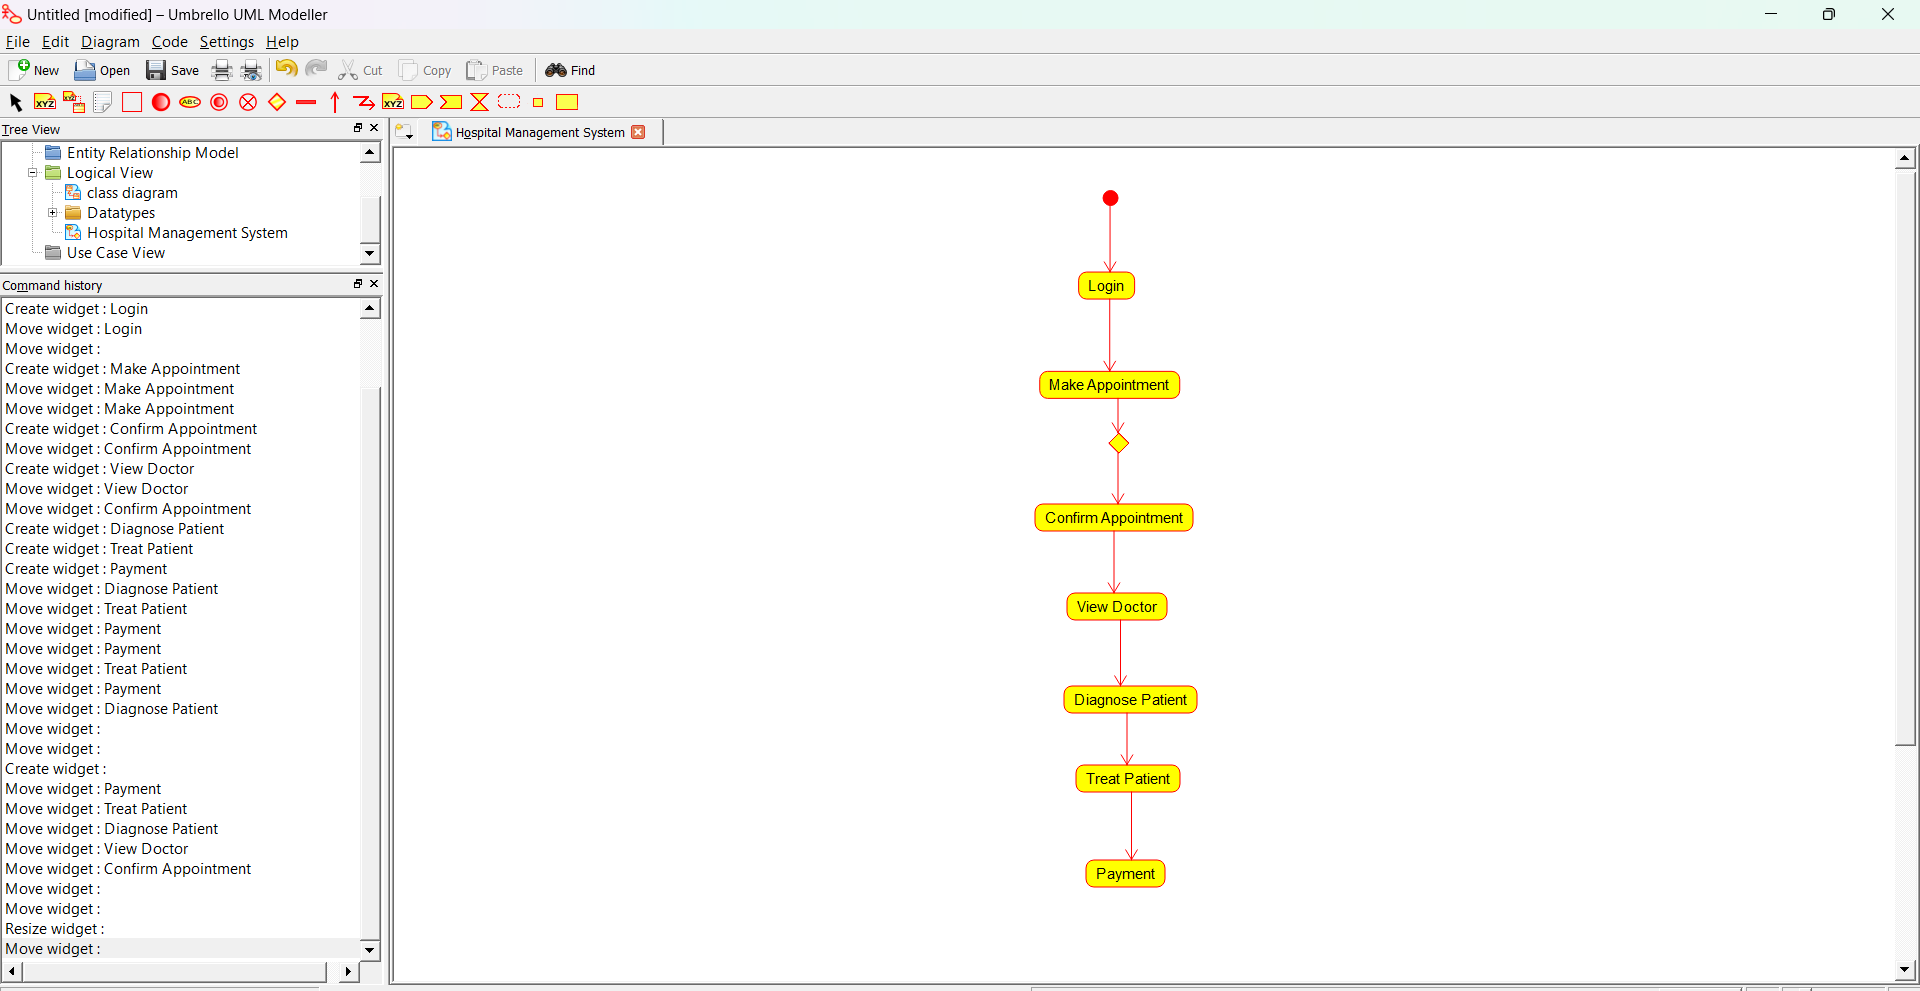 Untitled [modified] – Umbrello UML Modeller
File Edit Diagram Code Settings Help
New Open Save Cut Copy Paste Find
XYZ XYZ ABC XYZ
Tree View
Entity Relationship Model
Logical View
class diagram
Datatypes
Hospital Management System
Use Case View
Command history
Create widget : Login
Move widget : Login
Move widget :
Create widget : Make Appointment
Move widget : Make Appointment
Move widget : Make Appointment
Create widget : Confirm Appointment
Move widget : Confirm Appointment
Create widget : View Doctor
Move widget : View Doctor
Move widget : Confirm Appointment
Create widget : Diagnose Patient
Create widget : Treat Patient
Create widget : Payment
Move widget : Diagnose Patient
Move widget : Treat Patient
Move widget : Payment
Move widget : Payment
Move widget : Treat Patient
Move widget : Payment
Move widget : Diagnose Patient
Move widget :
Move widget :
Create widget :
Move widget : Payment
Move widget : Treat Patient
Move widget : Diagnose Patient
Move widget : View Doctor
Move widget : Confirm Appointment
Move widget :
Move widget :
Resize widget :
Move widget :
Hospital Management System
Login
Make Appointment
Confirm Appointment
View Doctor
Diagnose Patient
Treat Patient
Payment